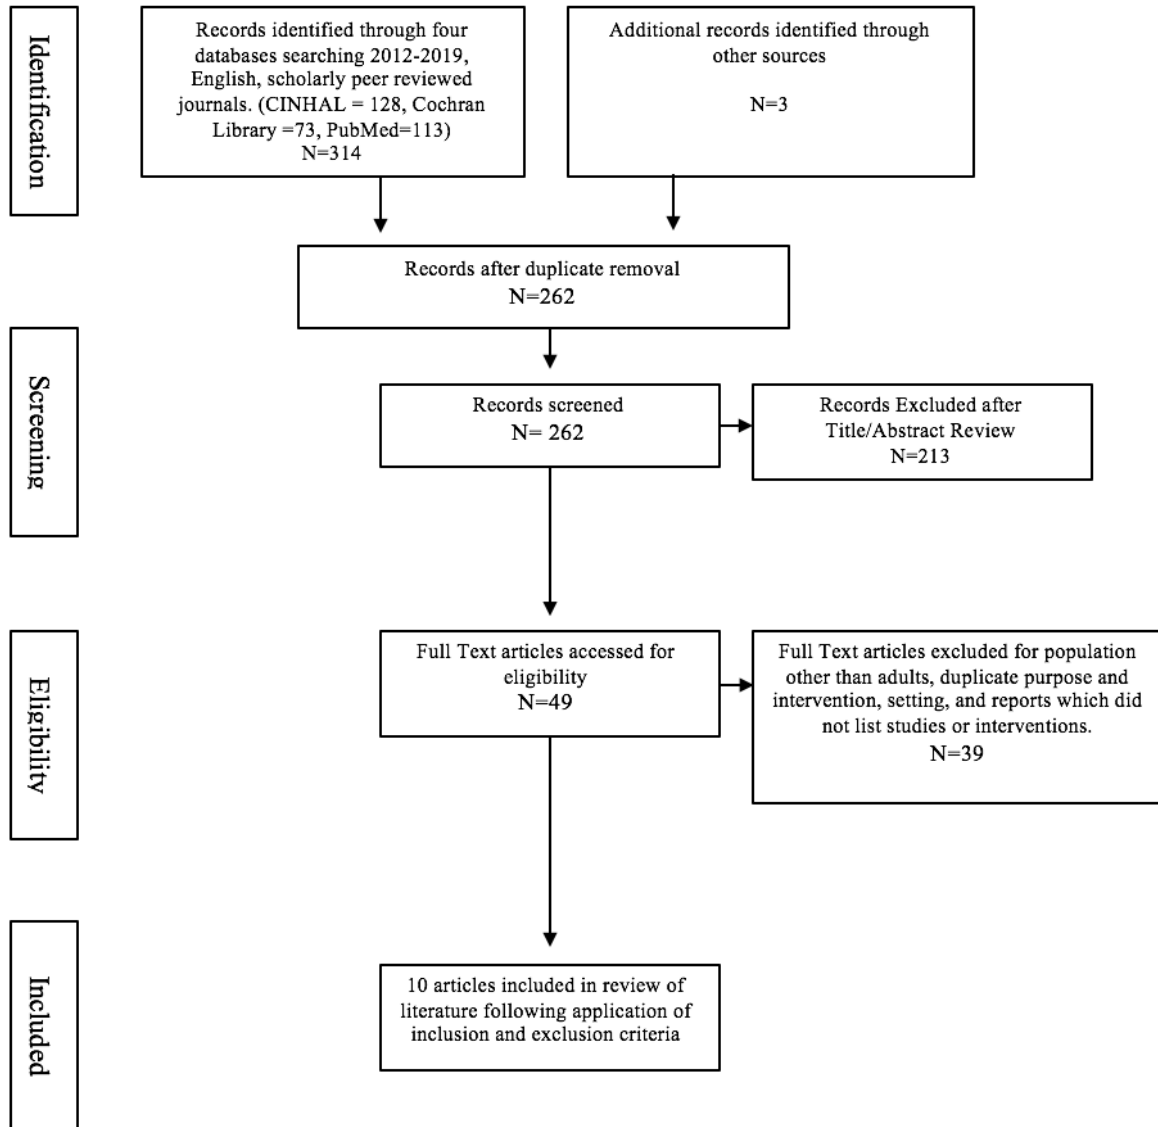 Identification
Records identified through four
databases searching 2012-2019,
English, scholarly peer reviewed
journals. (CINHAL = 128, Cochran
Library =73, PubMed=113)
N=314
Additional records identified through
other sources
N=3
Records after duplicate removal
N=262
Screening
Records screened
N= 262
Records Excluded after
Title/Abstract Review
N=213
Eligibility
Full Text articles accessed for
eligibility
N=49
Full Text articles excluded for population
other than adults, duplicate purpose and
intervention, setting, and reports which did
not list studies or interventions.
N=39
Included
10 articles included in review of
literature following application of
inclusion and exclusion criteria